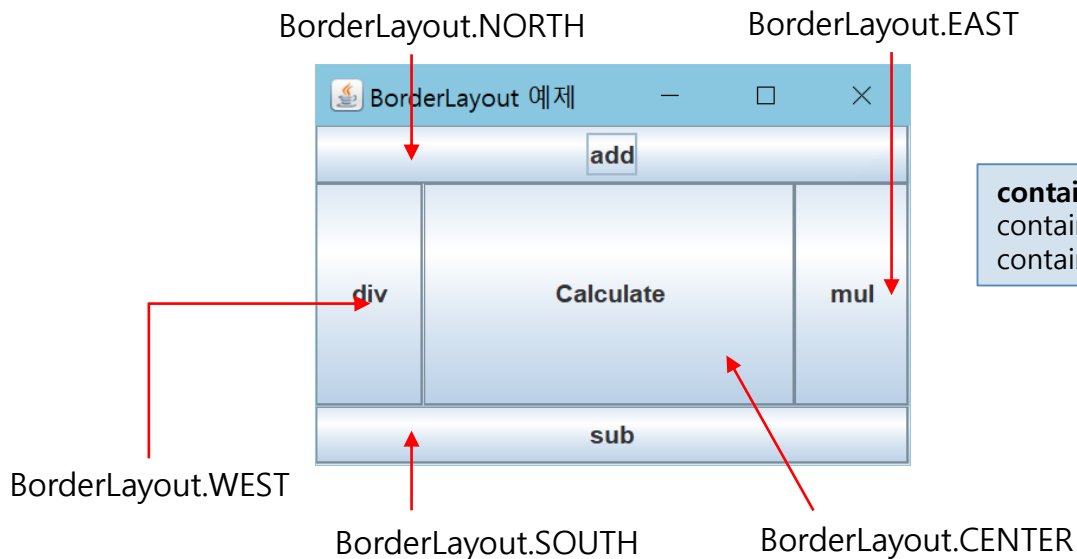 BorderLayout.NORTH
BorderLayout.EAST
BorderLayout 예제
add
div
Calculate
mul
sub
BorderLayout.WEST
BorderLayout.SOUTH
BorderLayout.CENTER